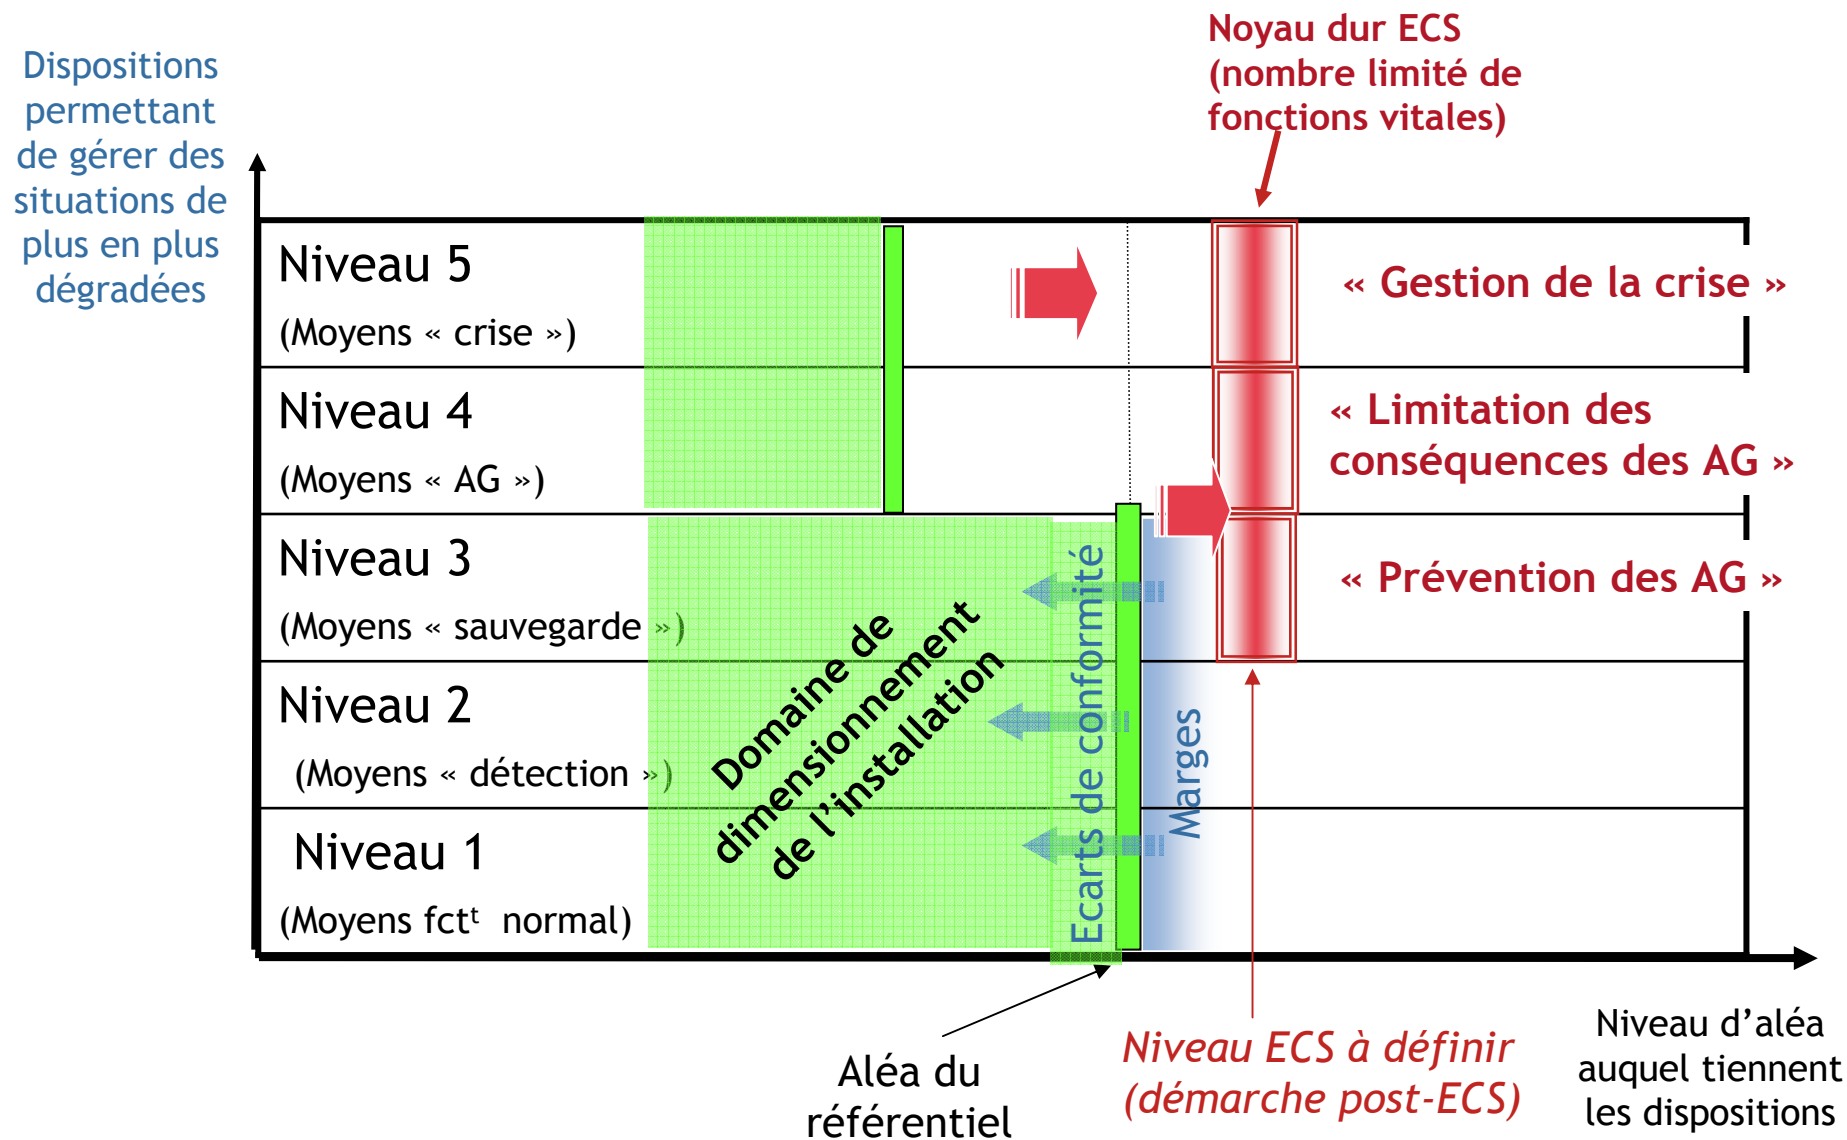 Noyau dur ECS
(nombre limité de
fonctions vitales)
Dispositions
permettant
de gérer des
situations de
plus en plus
dégradées
Niveau 5
(Moyens « crise »)
« Gestion de la crise »
Niveau 4
(Moyens « AG »)
« Limitation des
conséquences des AG »
Niveau 3
(Moyens « sauvegarde »)
« Prévention des AG »
Niveau 2
(Moyens « détection »)
Niveau 1
(Moyens fctᵗ normal)
Domaine de
dimensionnement
de l’installation
Ecarts de conformité
Marges
Aléa du
référentiel
Niveau ECS à définir
(démarche post-ECS)
Niveau d’aléa
auquel tiennent
les dispositions